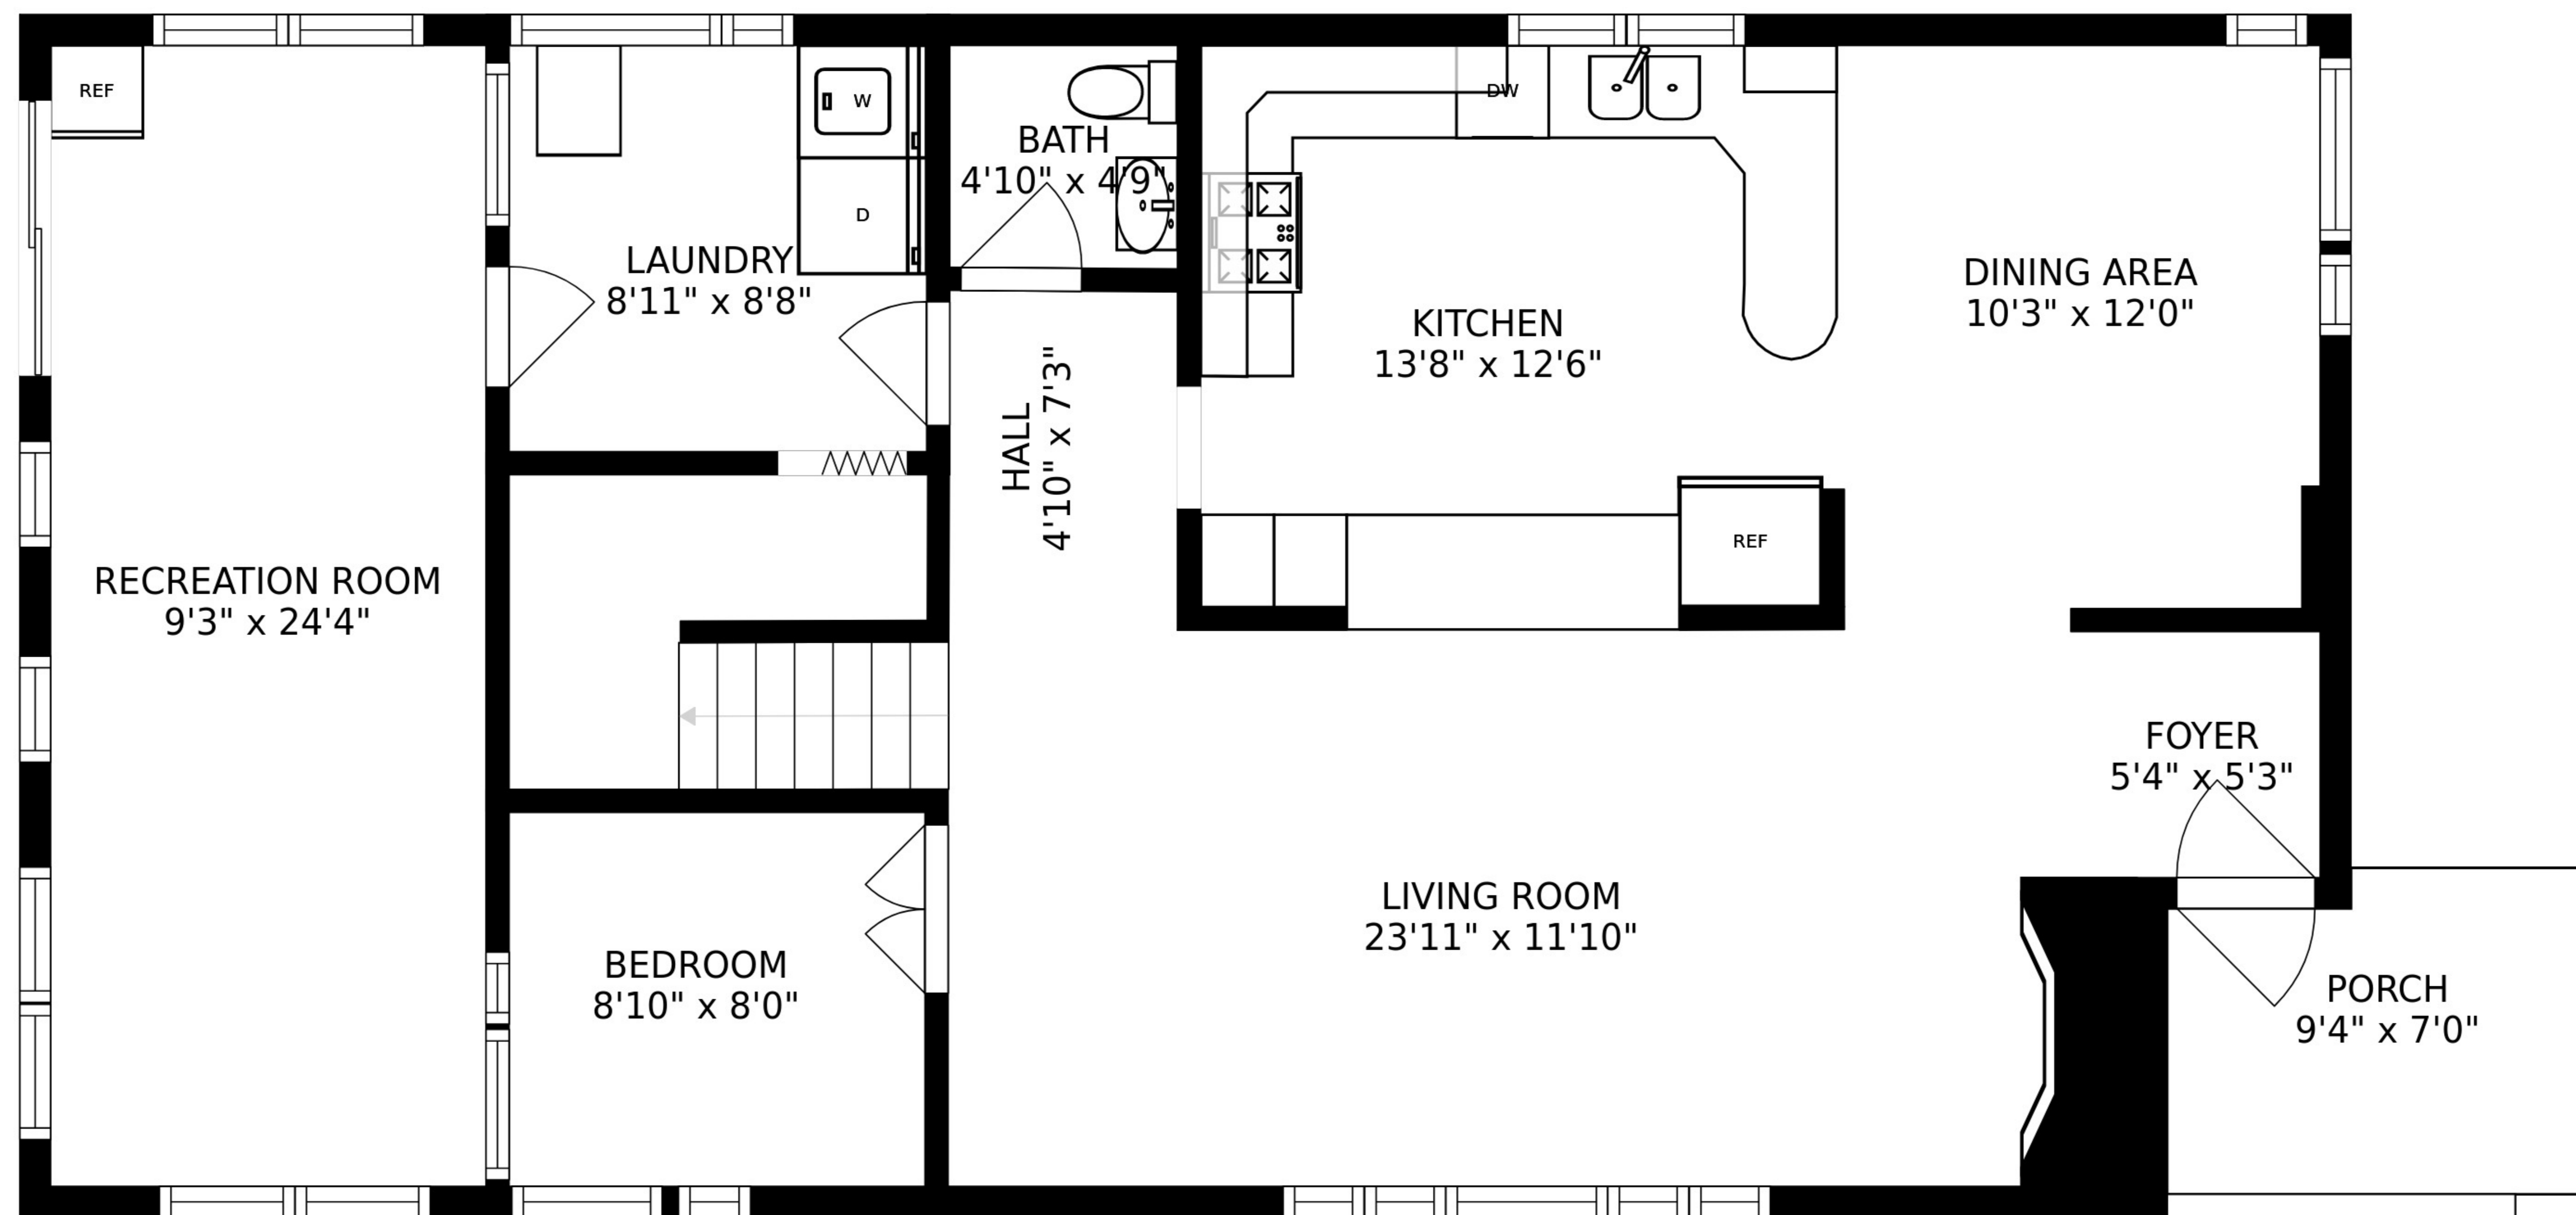 REF
W
D
LAUNDRY
8'11" x 8'8"
BATH
4'10" x 4'9"
HALL
4'10" x 7'3"
DW
KITCHEN
13'8" x 12'6"
REF
DINING AREA
10'3" x 12'0"
RECREATION ROOM
9'3" x 24'4"
FOYER
5'4" x 5'3"
BEDROOM
8'10" x 8'0"
LIVING ROOM
23'11" x 11'10"
PORCH
9'4" x 7'0"